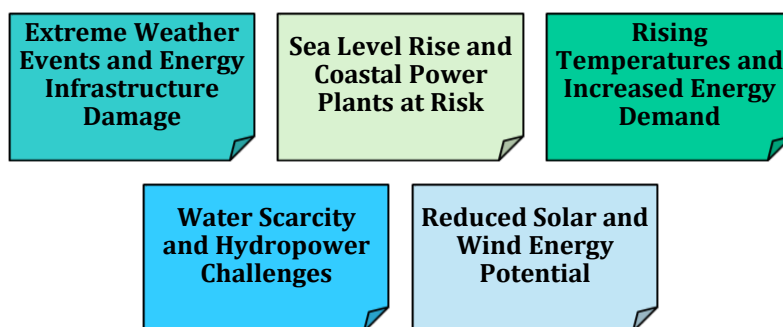 Extreme Weather
Events and Energy
Infrastructure
Damage
Sea Level Rise and
Coastal Power
Plants at Risk
Rising
Temperatures and
Increased Energy
Demand
Water Scarcity
and Hydropower
Challenges
Reduced Solar and
Wind Energy
Potential